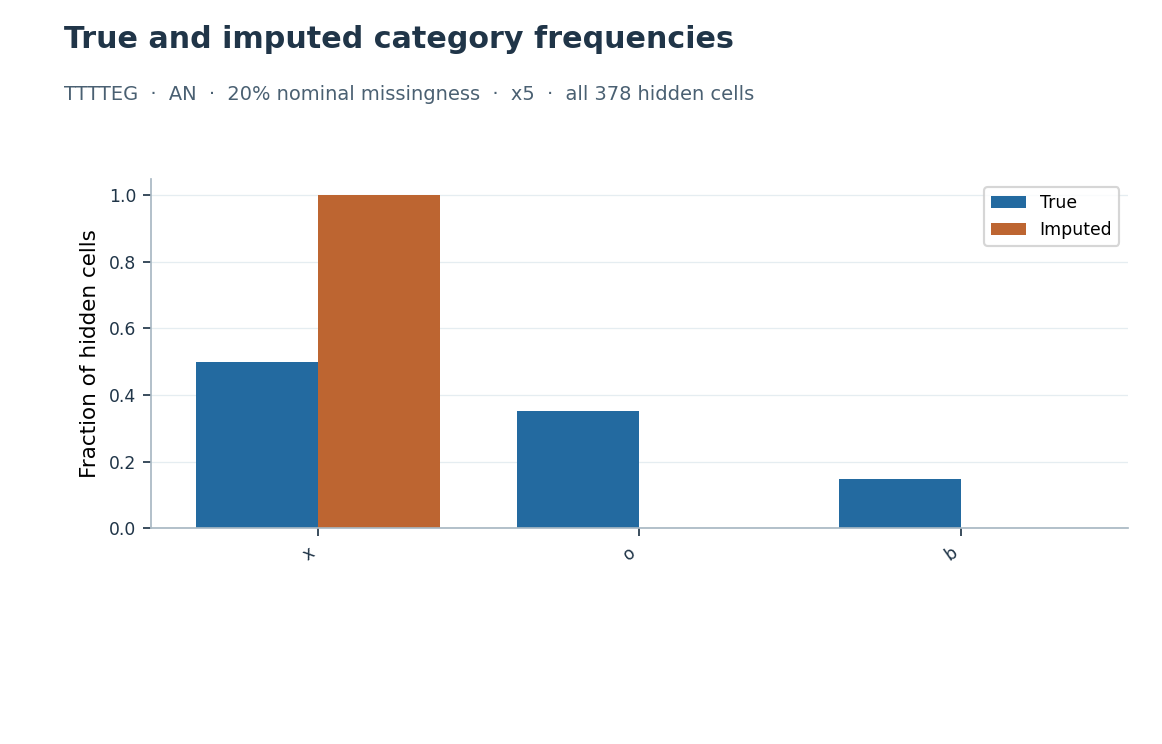 True and imputed category frequencies
TTTTEG · AN · 20% nominal missingness · x5 · all 378 hidden cells
Fraction of hidden cells
1.0
0.8
0.6
0.4
0.2
0.0
True
Imputed
x
o
b